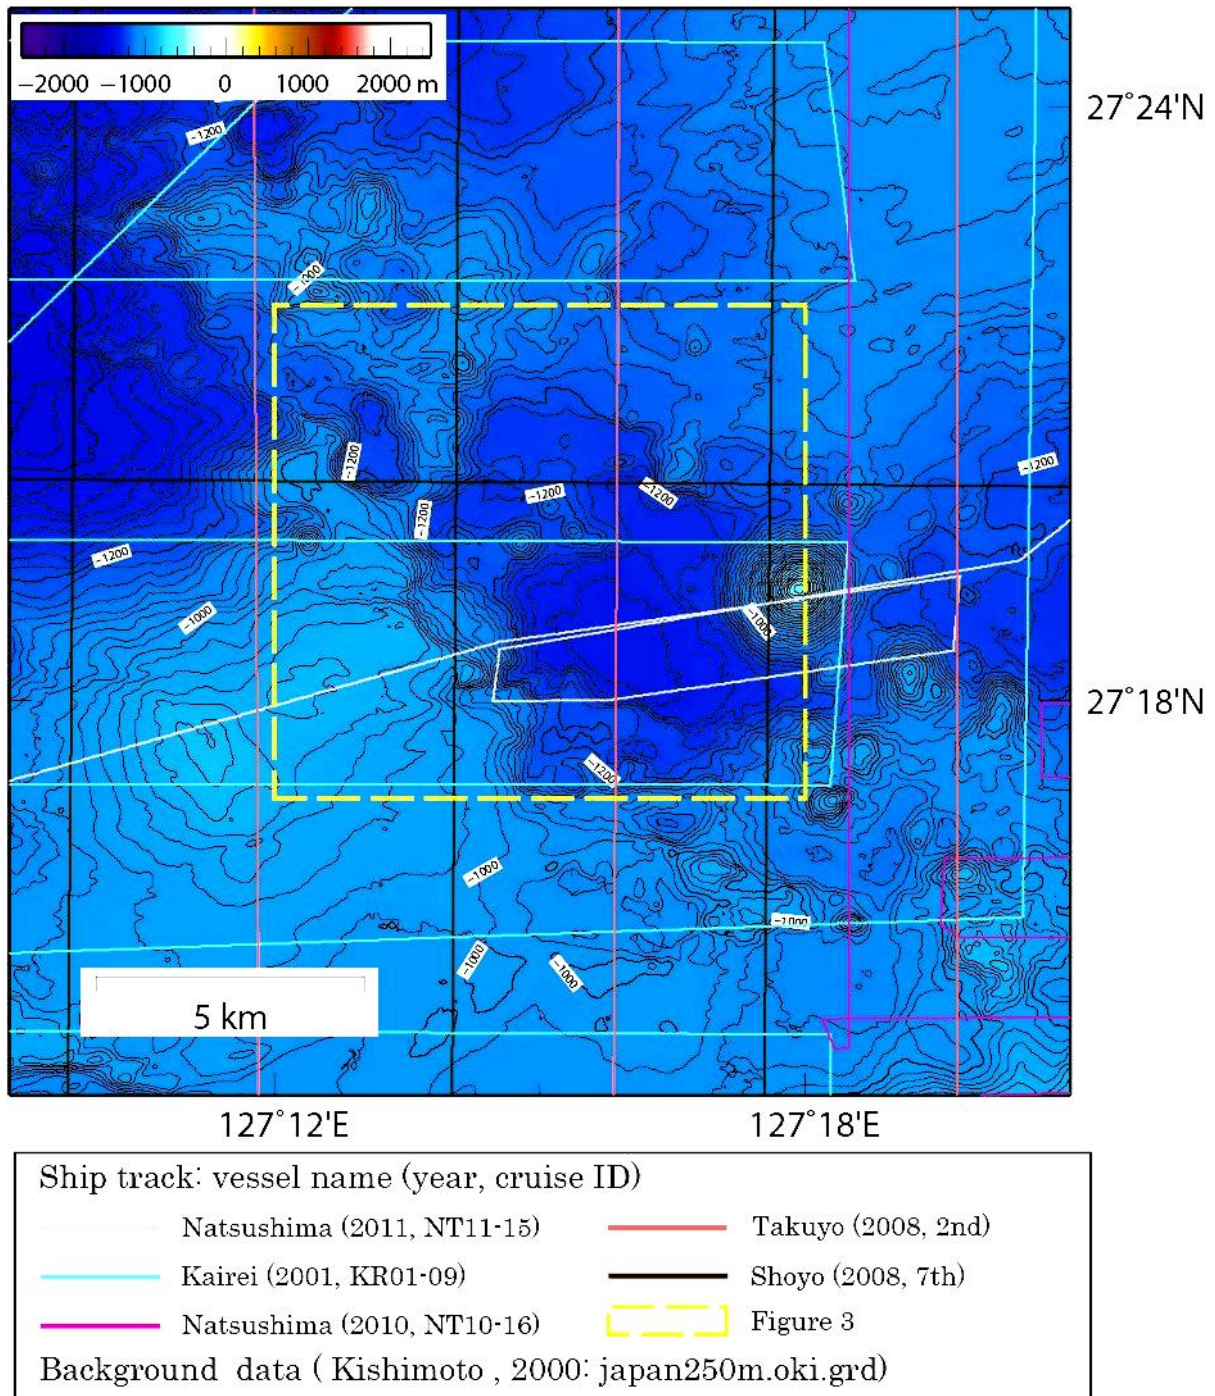 −2000 −1000 0 1000 2000 m
27˚24'N
−1200
−1000
−1200
−1200
−1200
−1200
−1200
−1200
−1000
−1000
27˚18'N
−1200
−1000
−1000
−1000
−1000
5 km
127˚12'E 127˚18'E
Ship track: vessel name (year, cruise ID)
Natsushima (2011, NT11-15) Takuyo (2008, 2nd)
Kairei (2001, KR01-09) Shoyo (2008, 7th)
Natsushima (2010, NT10-16) Figure 3
Background data ( Kishimoto , 2000: japan250m.oki.grd)